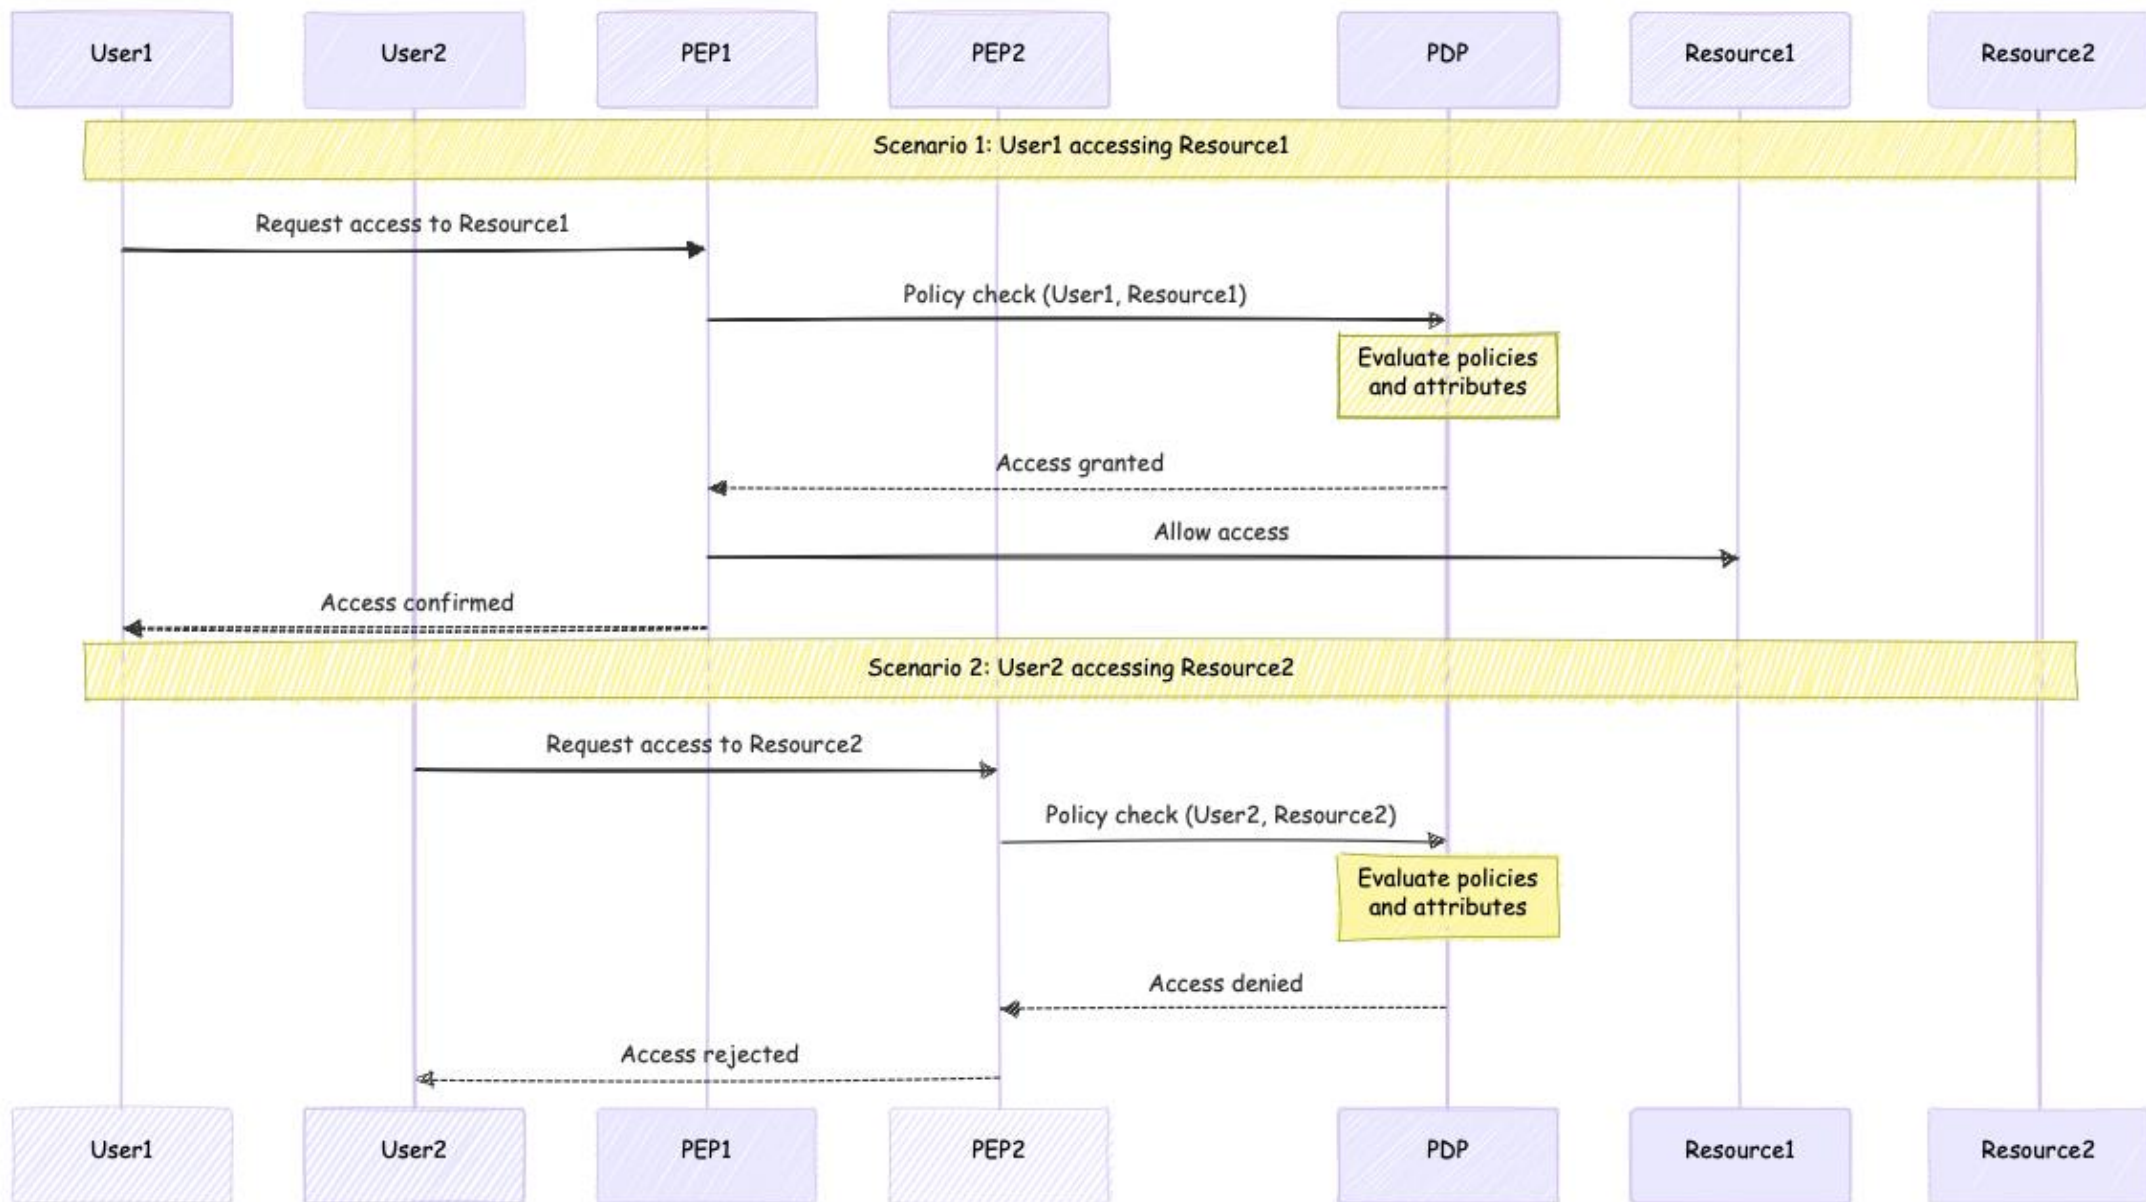 User1
User2
PEP1
PEP2
PDP
Resource1
Resource2
Scenario 1: User1 accessing Resource1
Request access to Resource1
Policy check (User1, Resource1)
Evaluate policies
and attributes
Access granted
Allow access
Access confirmed
Scenario 2: User2 accessing Resource2
Request access to Resource2
Policy check (User2, Resource2)
Evaluate policies
and attributes
Access denied
Access rejected
User1
User2
PEP1
PEP2
PDP
Resource1
Resource2